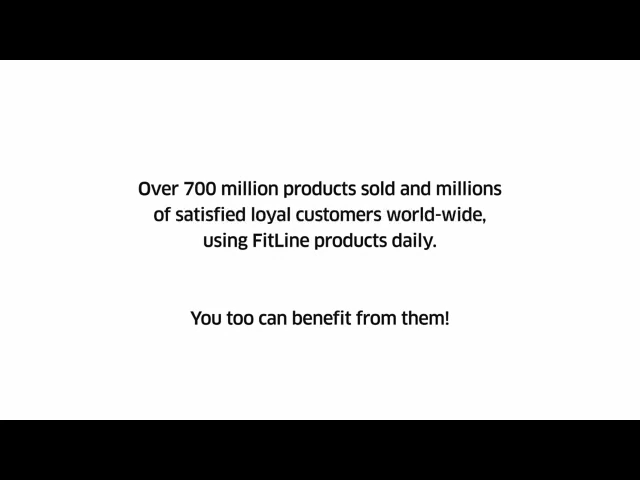 Over 700 million products sold and millions
of satisfied loyal customers world-wide,
using FitLine products daily.
You too can benefit from them!